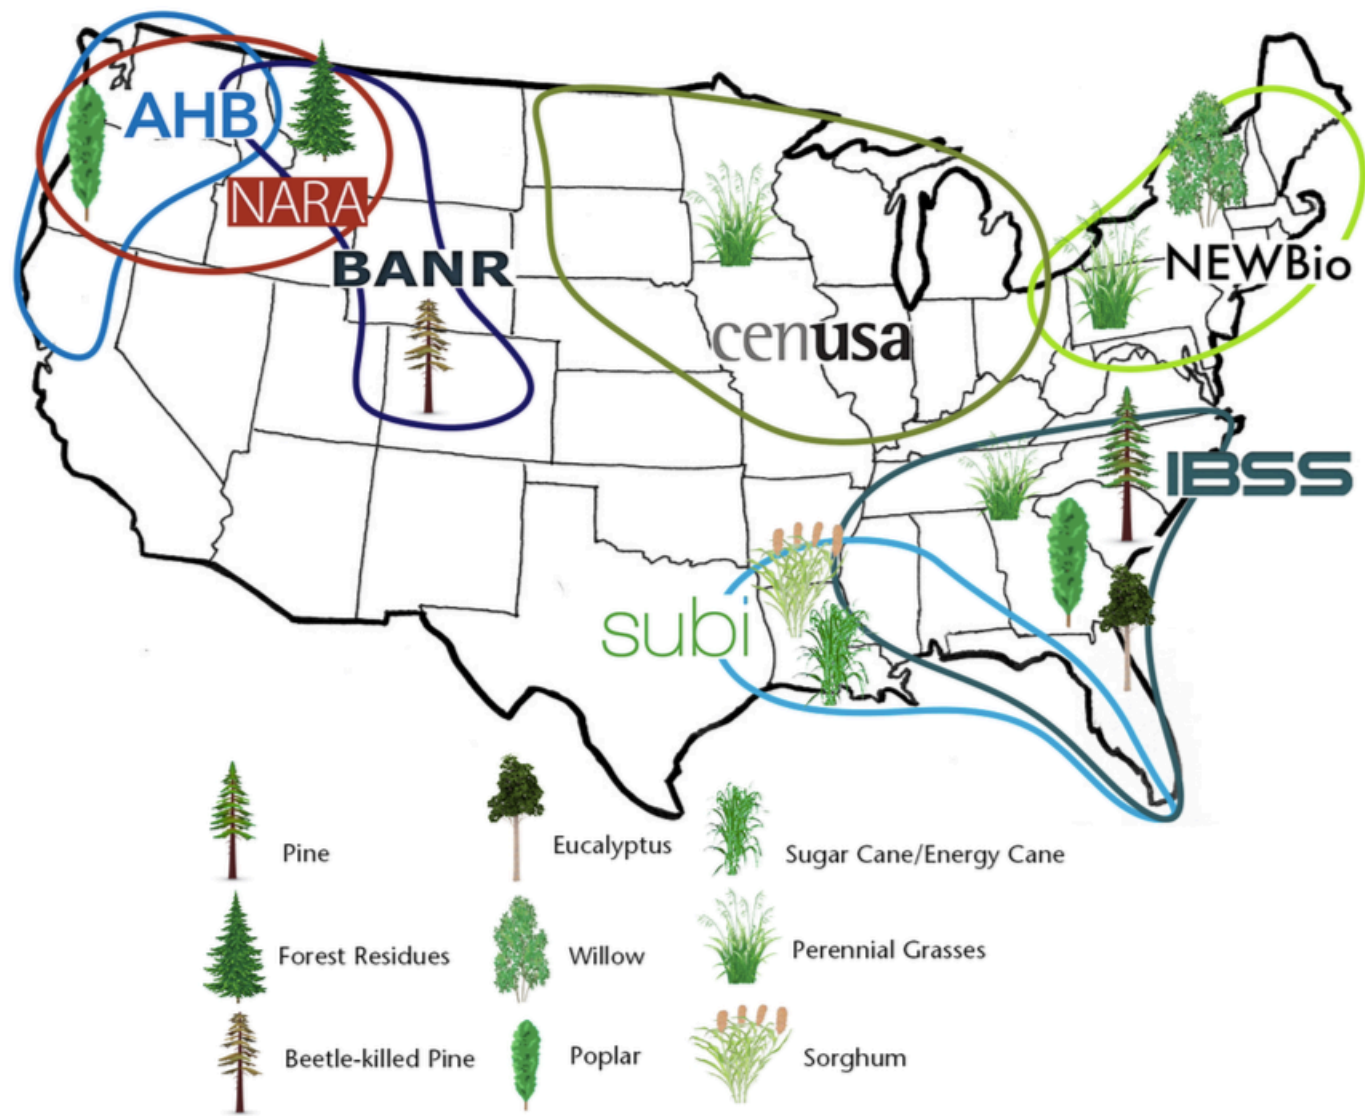 AHB
NARA
BANR
cenusa
NEWBio
IBSS
subi
Pine
Eucalyptus
Sugar Cane/Energy Cane
Forest Residues
Willow
Perennial Grasses
Beetle-killed Pine
Poplar
Sorghum